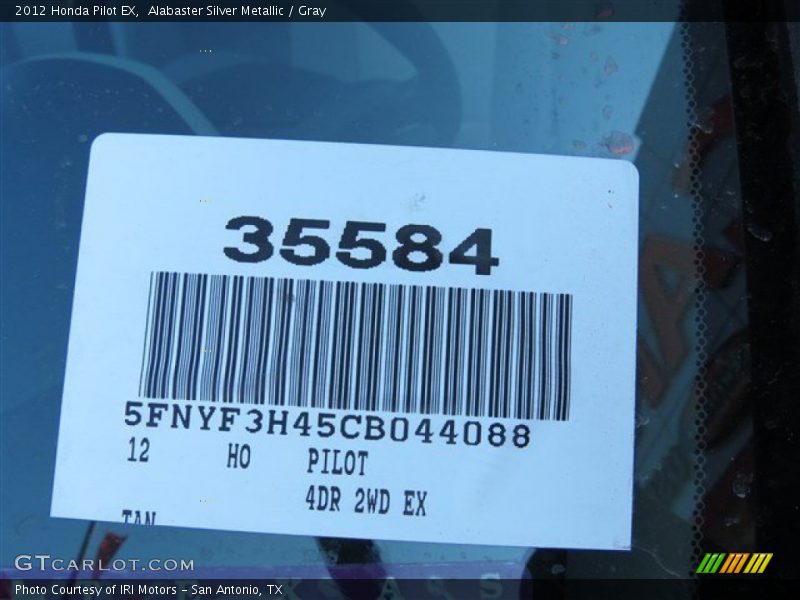 2012 Honda Pilot EX,  Alabaster Silver Metallic / Gray
35584
5FNYF3H45CB044088
12 HO PILOT
4DR 2WD EX
TAN
GTCARLOT.COM
Photo Courtesy of IRI Motors – San Antonio, TX